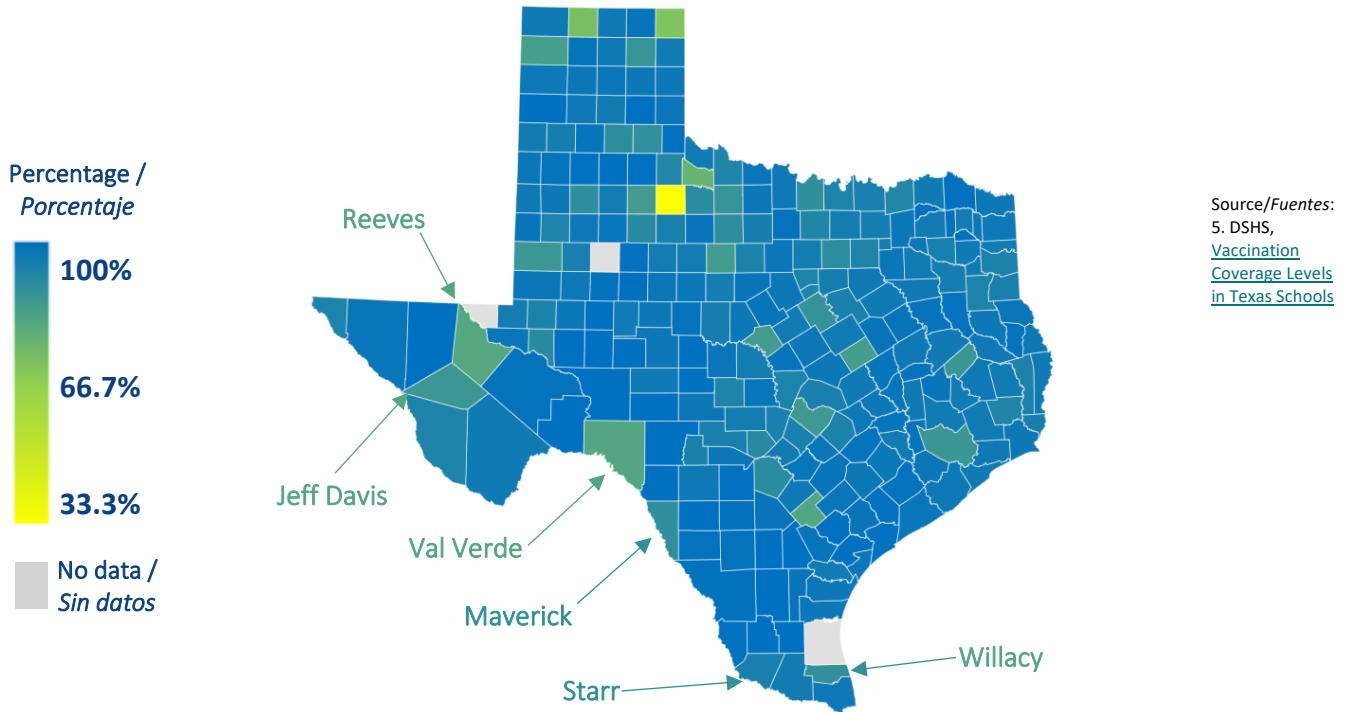 Percentage /
Porcentaje
100%
66.7%
33.3%
No data /
Sin datos
Reeves
Jeff Davis
Val Verde
Maverick
Starr
Willacy
Source/Fuentes:
5. DSHS,
Vaccination
Coverage Levels
in Texas Schools